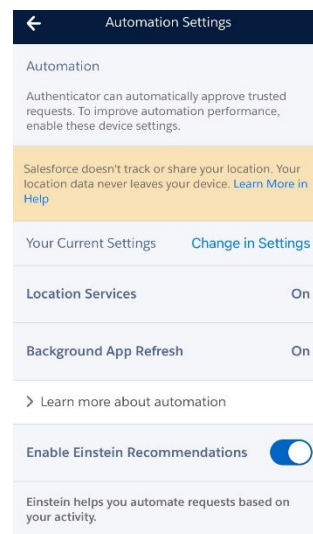 Automation Settings
Automation
Authenticator can automatically approve trusted
requests. To improve automation performance,
enable these device settings.
Salesforce doesn't track or share your location. Your
location data never leaves your device. Learn More in
Help
Your Current Settings Change in Settings
Location Services On
Background App Refresh On
Learn more about automation
Enable Einstein Recommendations
Einstein helps you automate requests based on
your activity.